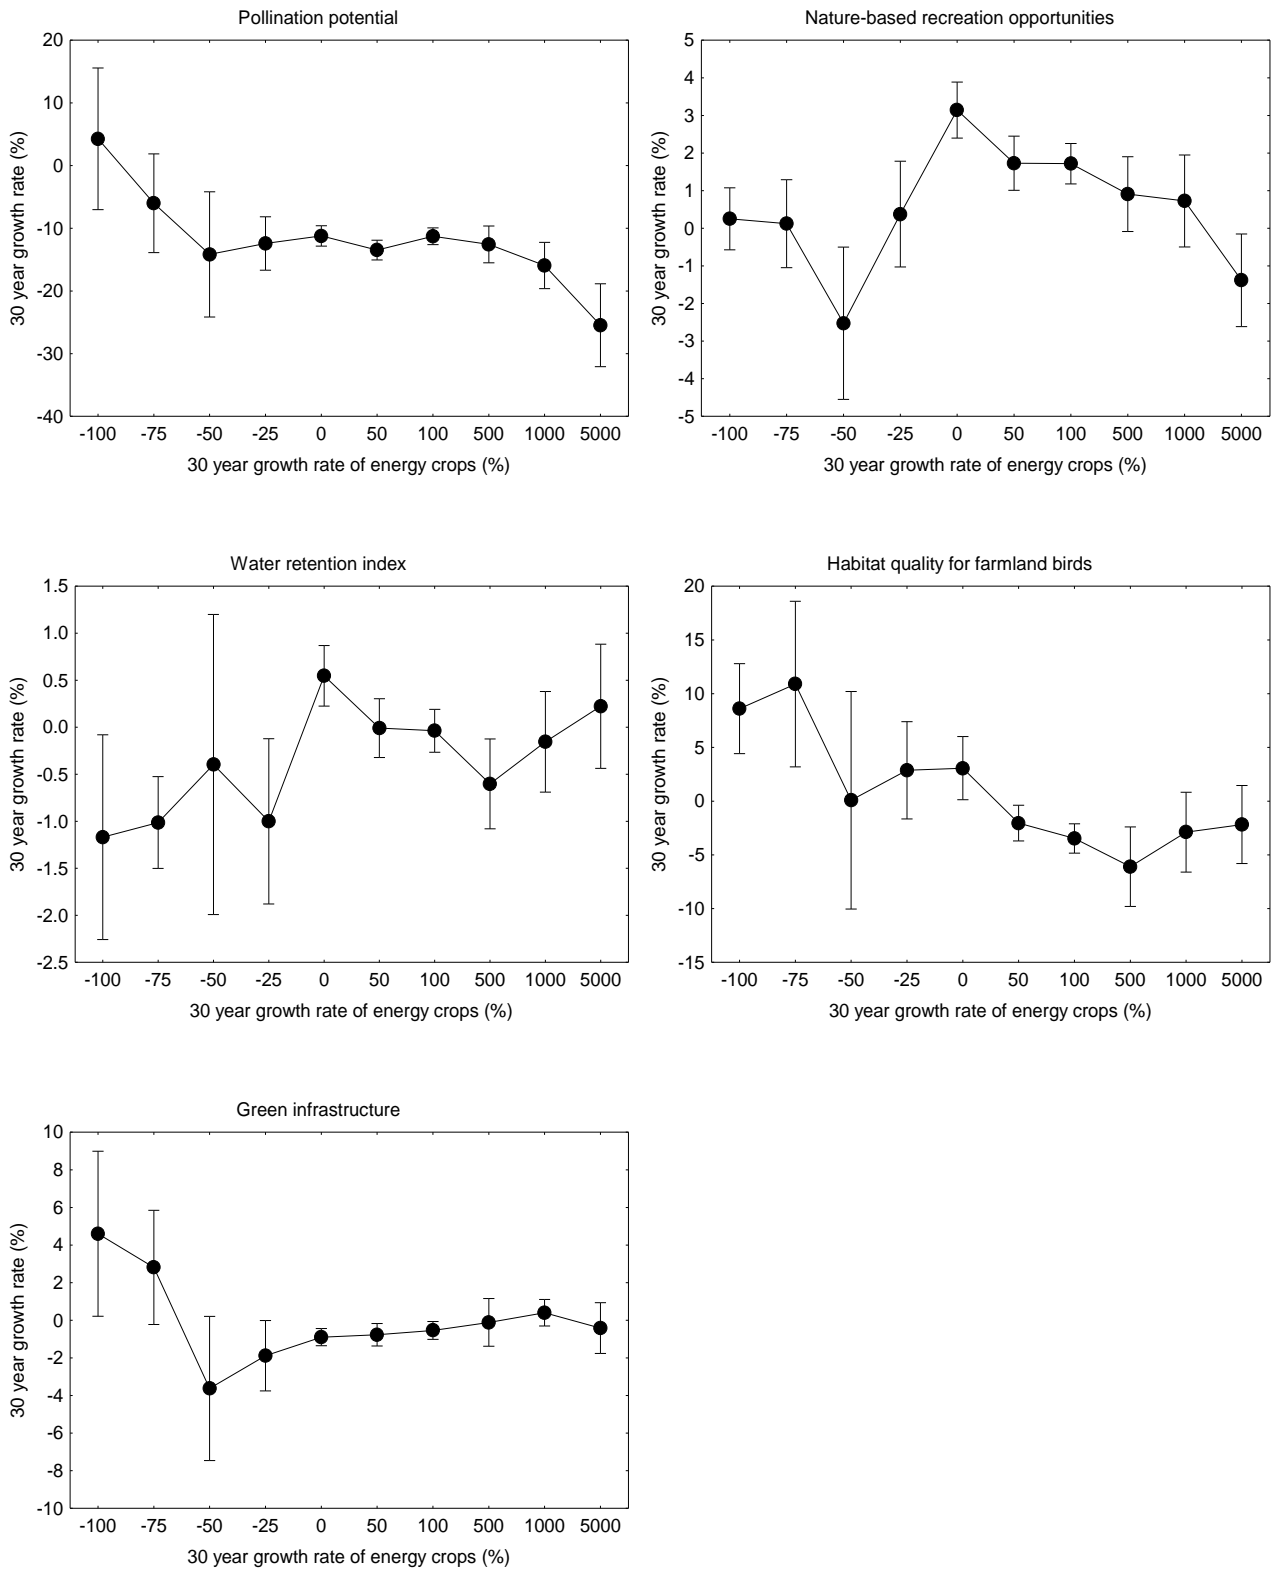 Pollination potential
20
10
0
-10
-20
-30
-40
30 year growth rate (%)
-100 -75 -50 -25 0 50 100 500 1000 5000
30 year growth rate of energy crops (%)
Nature-based recreation opportunities
5
4
3
2
1
0
-1
-2
-3
-4
-5
30 year growth rate (%)
-100 -75 -50 -25 0 50 100 500 1000 5000
30 year growth rate of energy crops (%)
Water retention index
1.5
1.0
0.5
0.0
-0.5
-1.0
-1.5
-2.0
-2.5
30 year growth rate (%)
-100 -75 -50 -25 0 50 100 500 1000 5000
30 year growth rate of energy crops (%)
Habitat quality for farmland birds
20
15
10
5
0
-5
-10
-15
30 year growth rate (%)
-100 -75 -50 -25 0 50 100 500 1000 5000
30 year growth rate of energy crops (%)
Green infrastructure
10
8
6
4
2
0
-2
-4
-6
-8
-10
30 year growth rate (%)
-100 -75 -50 -25 0 50 100 500 1000 5000
30 year growth rate of energy crops (%)